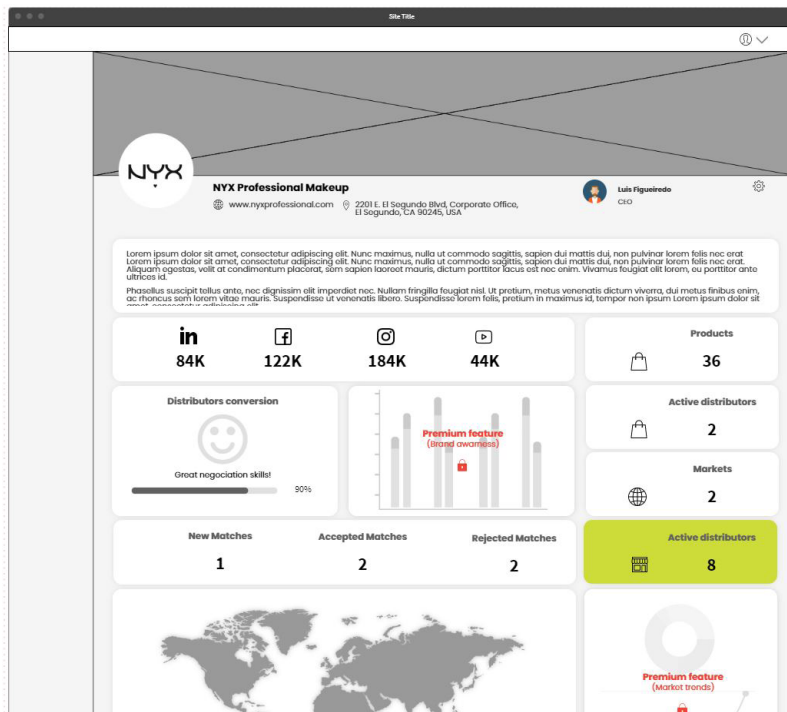 Site Title
NYX
NYX Professional Makeup
www.nyxprofessional.com
2201 E. El Segundo Blvd, Corporate Office,
El Segundo, CA 90245, USA
Luis Figueiredo
CEO
Lorem ipsum dolor sit amet, consectetur adipiscing elit. Nunc maximus, nulla ut commodo sagittis, sapien dui mattis dui, non pulvinar lorem felis nec erat
Lorem ipsum dolor sit amet, consectetur adipiscing elit. Nunc maximus, nulla ut commodo sagittis, sapien dui mattis dui, non pulvinar lorem felis nec erat.
Aliquam egestas, velit at condimentum placerat, sem sapien laoreet mauris, dictum porttitor lacus est nec enim. Vivamus feugiat elit lorem, eu porttitor ante
ultrices id.
Phasellus suscipit tellus ante, nec dignissim elit imperdiet nec. Nullam fringilla feugiat nisl. Ut pretium, metus venenatis dictum viverra, dui metus finibus enim,
ac rhoncus sem lorem vitae mauris. Suspendisse ut venenatis libero. Suspendisse lorem felis, pretium in maximus id, tempor non ipsum Lorem ipsum dolor sit
amet, consectetur adipiscing elit
in
84K
122K
184K
44K
Products
36
Distributors conversion
Great negociation skills!
90%
Premium feature
(Brand awarness)
Active distributors
2
Markets
2
New Matches
1
Accepted Matches
2
Rejected Matches
2
Active distributors
8
Premium feature
(Market tronds)